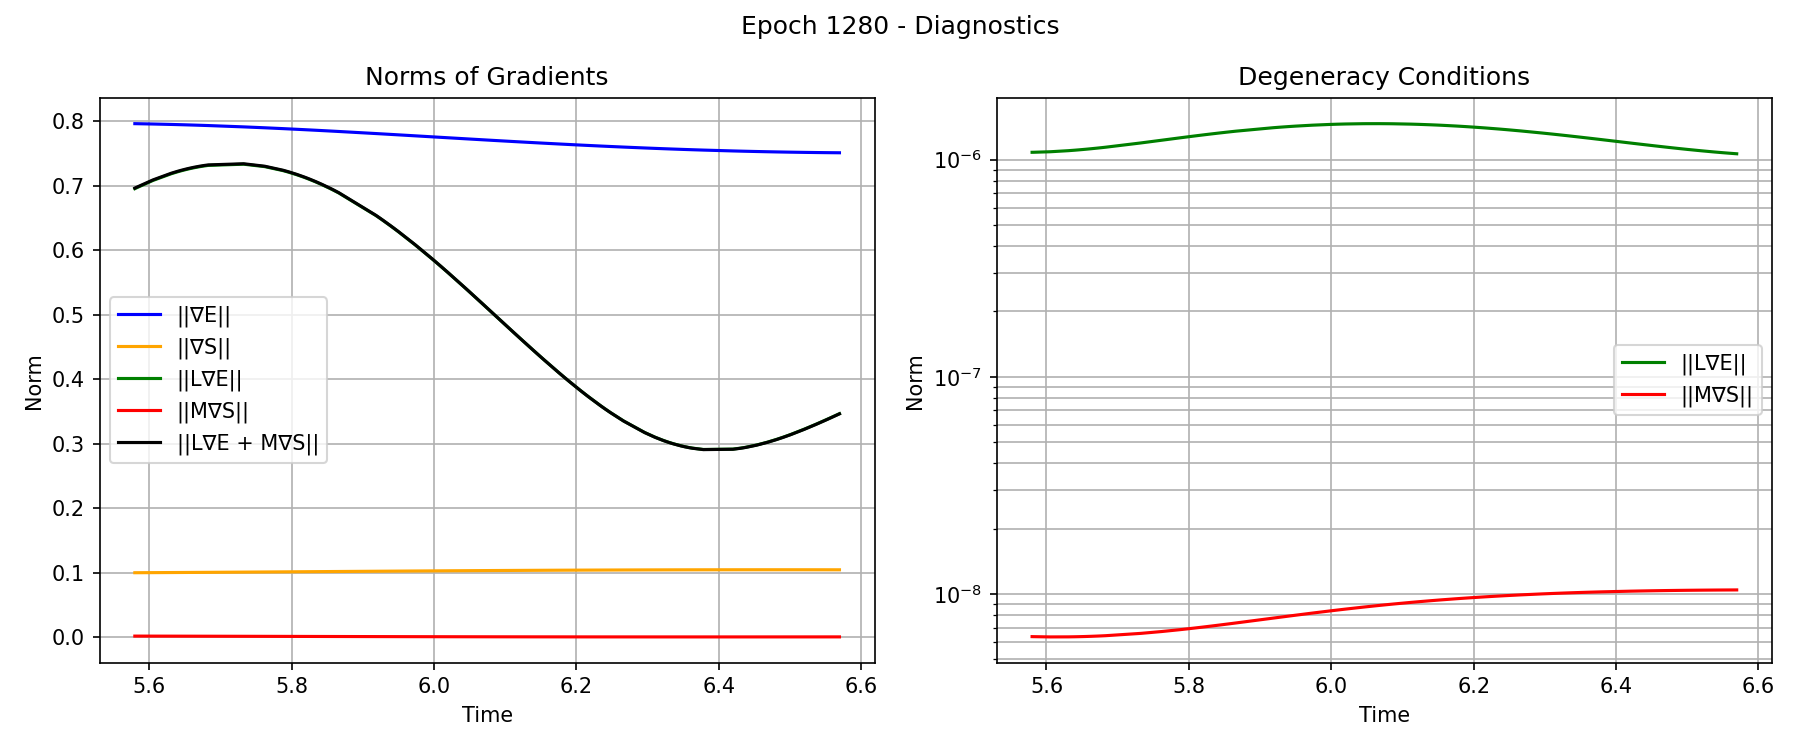 Epoch 1280 - Diagnostics
Norms of Gradients
Norm
0.8
0.7
0.6
0.5
0.4
0.3
0.2
0.1
0.0
||∇E||
||∇S||
||L∇E||
||M∇S||
||L∇E + M∇S||
5.6 5.8 6.0 6.2 6.4 6.6
Time
Degeneracy Conditions
Norm
10⁻⁶
10⁻⁷
10⁻⁸
||L∇E||
||M∇S||
5.6 5.8 6.0 6.2 6.4 6.6
Time